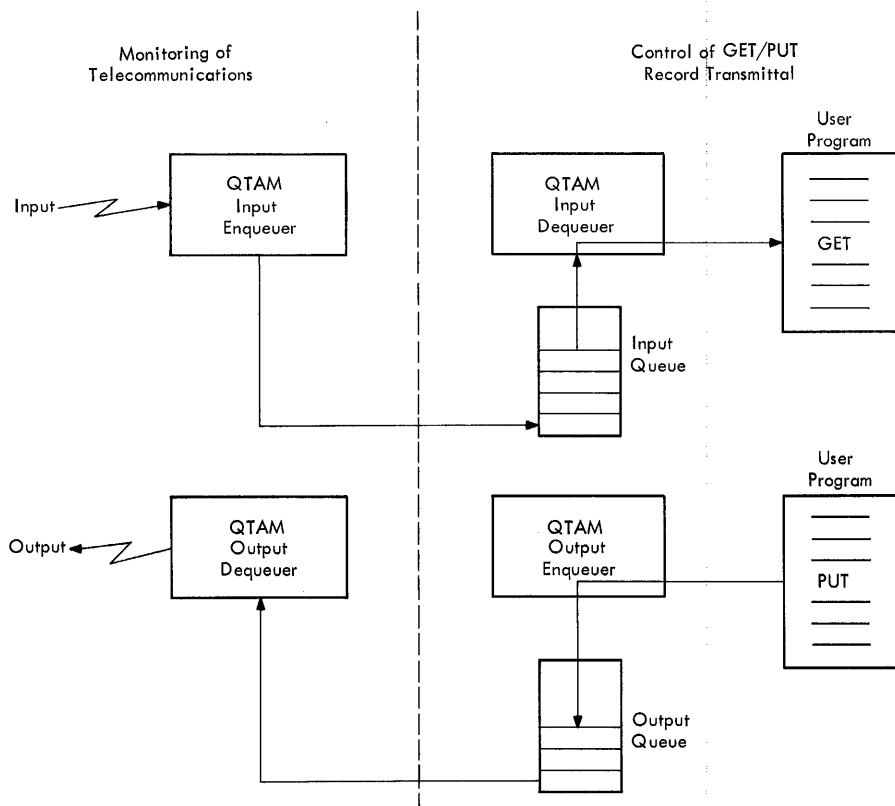 Monitoring of
Telecommunications
Control of GET/PUT
Record Transmittal
User
Program
QTAM
Input
Enqueuer
QTAM
Input
Dequeuer
Input
GET
Input
Queue
User
Program
QTAM
Output
Dequeuer
QTAM
Output
Enqueuer
Output
PUT
Output
Queue